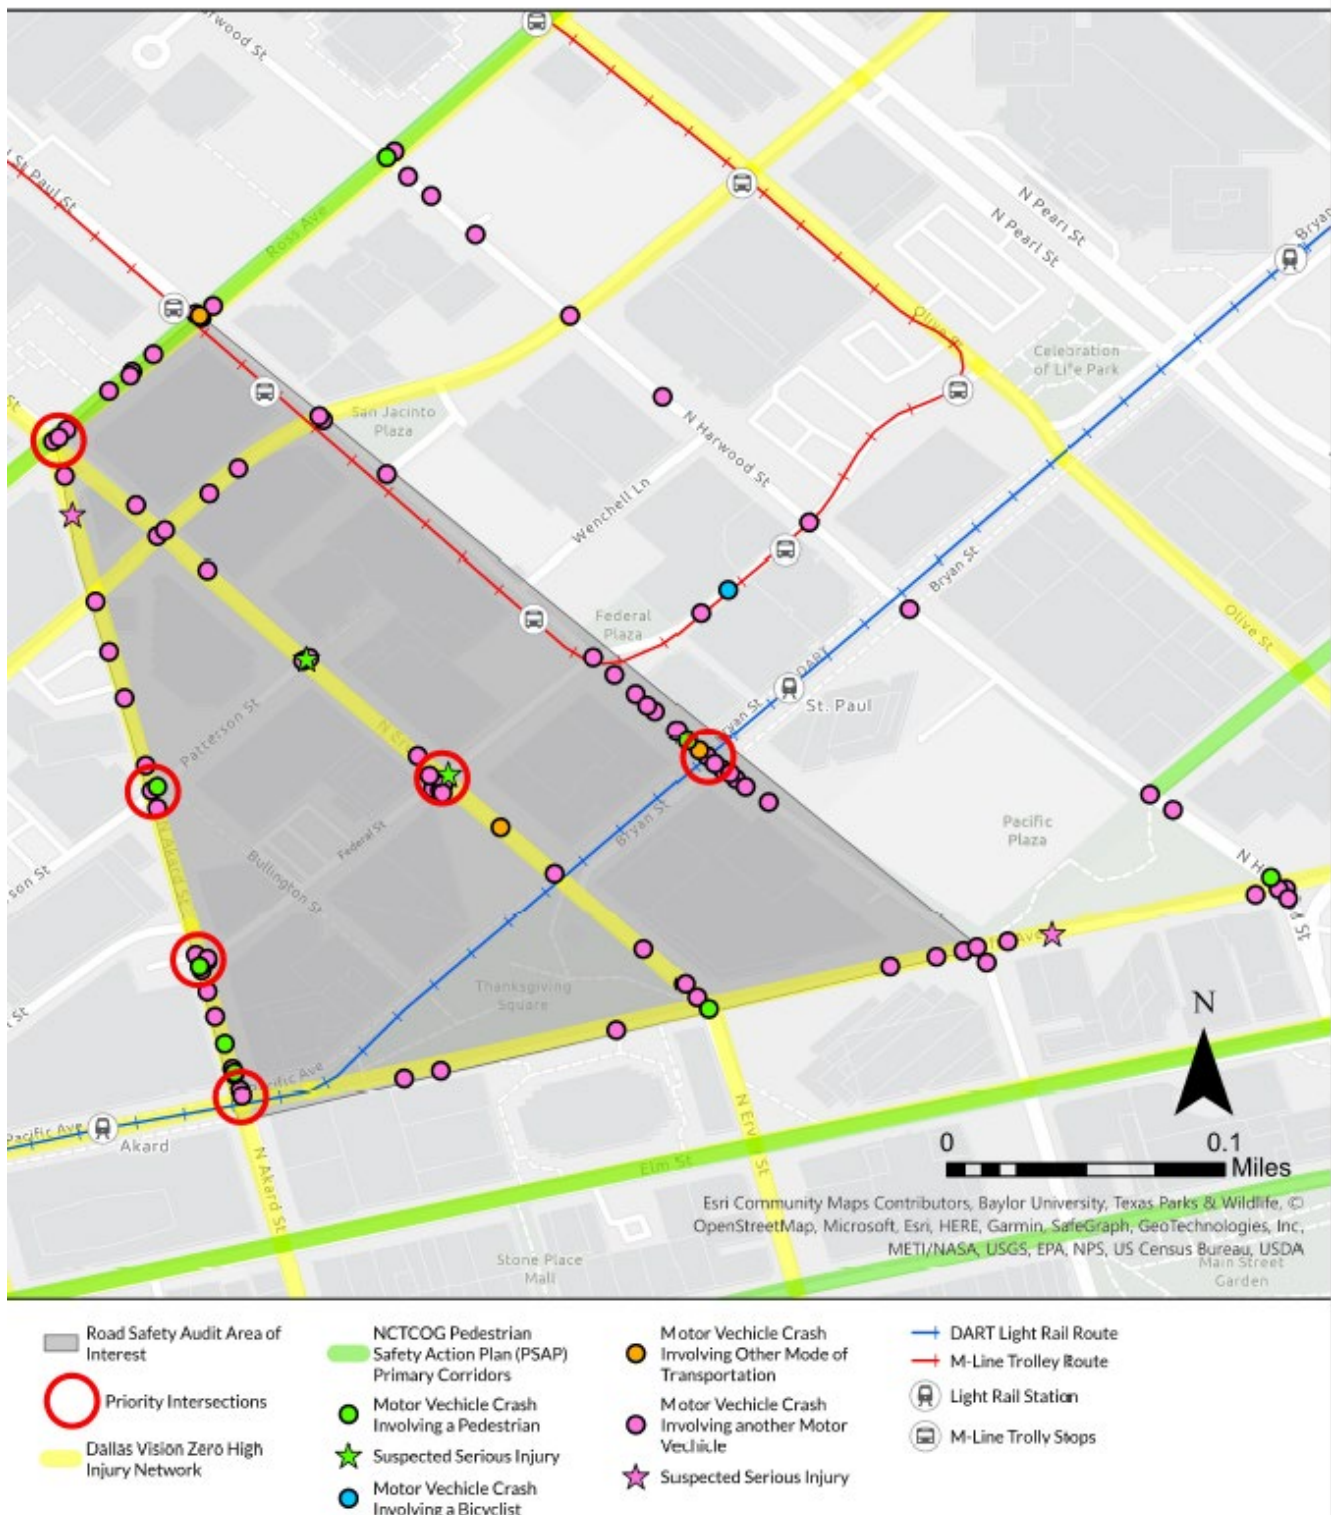 rwood St
N Pearl St
N Pearl St
Bryan
St Paul St
Ross Ave
Olive
St
Celebration
of Life Park
San Jacinto
Plaza
N Harwood St
Wenchell Ln
Bryan St
Federal
Plaza
Olive St
DART
St. Paul
Patterson St
Bryan St
Pacific
Plaza
Federal St
N Akard St
Bullington St
son St
St
Thanksgiving
Square
Ave
N H
St
N
Pacific Ave
Pacific Ave
Akard
N Akard St
Elm St
N Erv St
0 0.1
Miles
Esri Community Maps Contributors, Baylor University, Texas Parks & Wildlife, ©
OpenStreetMap, Microsoft, Esri, HERE, Garmin, SafeGraph, GeoTechnologies, Inc,
METI/NASA, USGS, EPA, NPS, US Census Bureau, USDA
Stone Place
Mall
Main Street
Garden
Road Safety Audit Area of
Interest
Priority Intersections
Dallas Vision Zero High
Injury Network
NCTCOG Pedestrian
Safety Action Plan (PSAP)
Primary Corridors
Motor Vechicle Crash
Involving a Pedestrian
Suspected Serious Injury
Motor Vechicle Crash
Involving a Bicyclist
Motor Vechicle Crash
Involving Other Mode of
Transportation
Motor Vechicle Crash
Involving another Motor
Vechicle
Suspected Serious Injury
DART Light Rail Route
M-Line Trolley Route
Light Rail Station
M-Line Trolly Stops